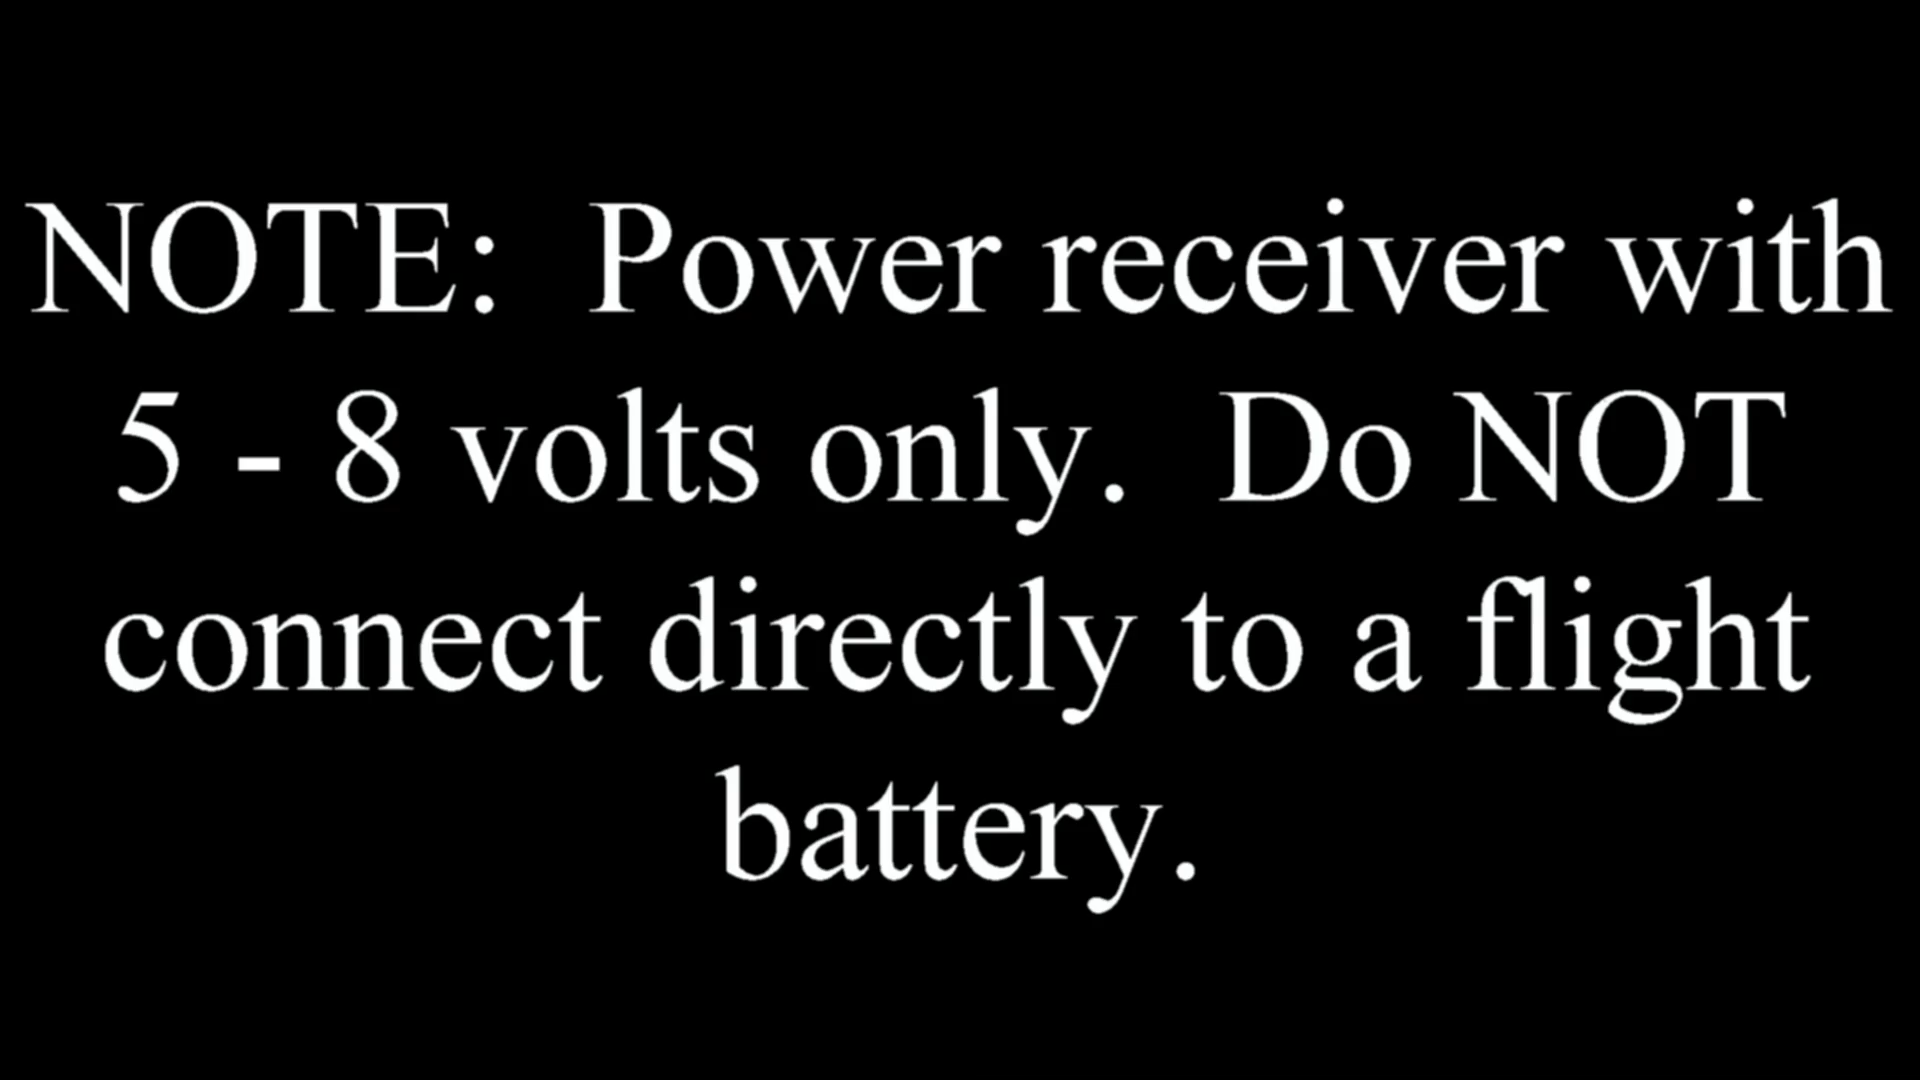 NOTE:  Power receiver with
5 - 8 volts only.  Do NOT
connect directly to a flight
battery.